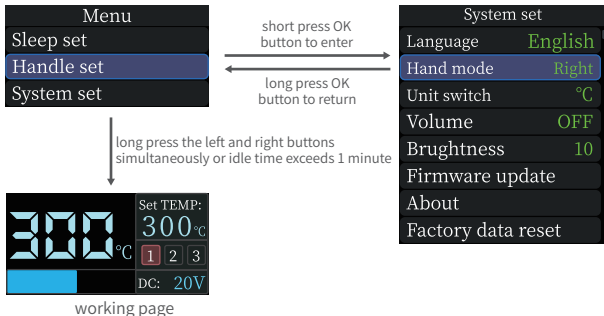 Menu
Sleep set
Handle set
System set
short press OK
button to enter
long press OK
button to return
System set
Language English
Hand mode Right
Unit switch ℃
Volume OFF
Brughtness 10
Firmware update
About
Factory data reset
long press the left and right buttons
simultaneously or idle time exceeds 1 minute
300℃
Set TEMP:
300℃
1 2 3
DC: 20V
working page